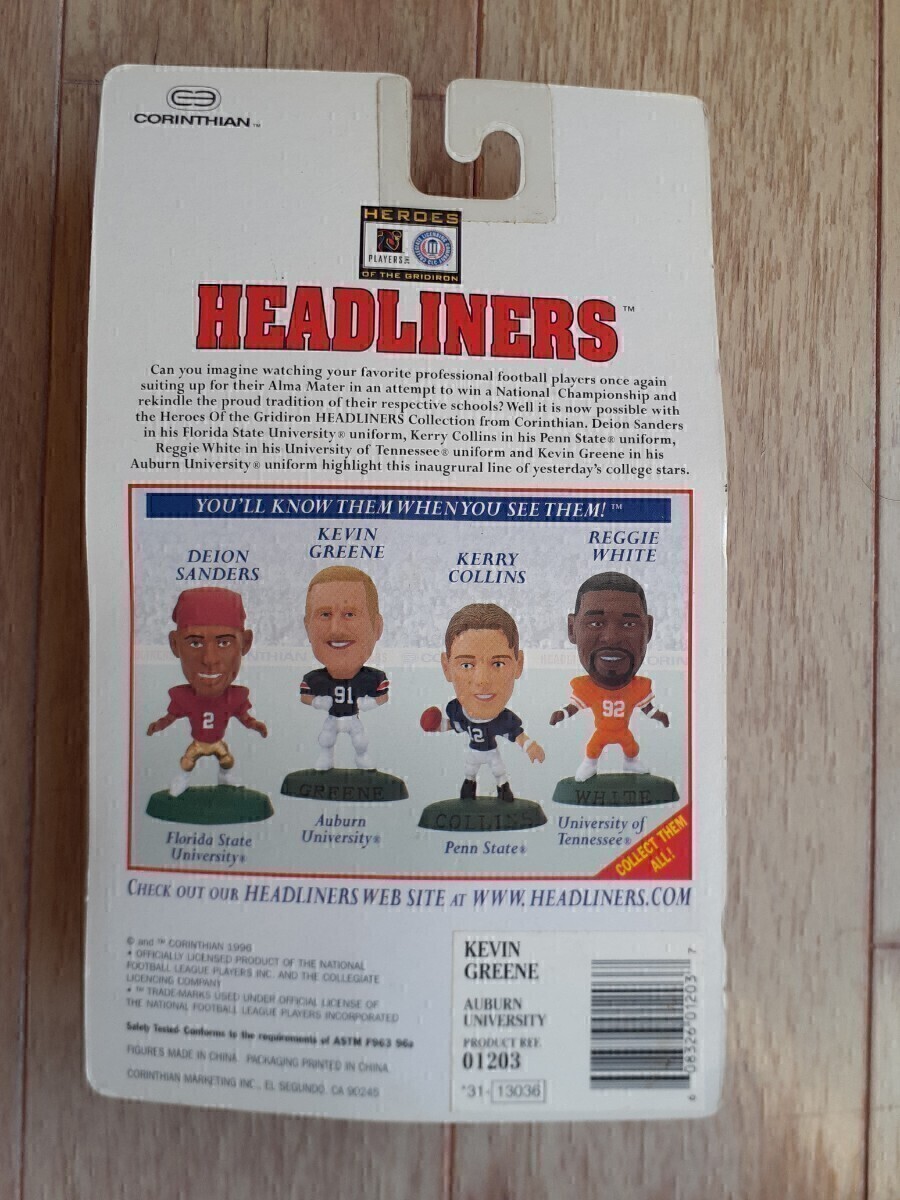 CORINTHIAN™
HEROES
PLAYERS INC
OF THE GRIDIRON
HEADLINERS™
Can you imagine watching your favorite professional football players once again
suiting up for their Alma Mater in an attempt to win a National Championship and
rekindle the proud tradition of their respective schools? Well it is now possible with
the Heroes Of the Gridiron HEADLINERS Collection from Corinthian. Deion Sanders
in his Florida State University® uniform, Kerry Collins in his Penn State® uniform,
Reggie White in his University of Tennessee® uniform and Kevin Greene in his
Auburn University® uniform highlight this inaugrural line of yesterday's college stars.
YOU'LL KNOW THEM WHEN YOU SEE THEM!™
DEION
SANDERS
KEVIN
GREENE
KERRY
COLLINS
REGGIE
WHITE
2
91
12
92
GREENE
COLLINS
WHITE
Florida State
University®
Auburn
University®
Penn State®
University of
Tennessee®
COLLECT THEM
ALL!
CHECK OUT OUR HEADLINERS WEB SITE AT WWW.HEADLINERS.COM
© and ™ CORINTHIAN 1996
• OFFICIALLY LICENSED PRODUCT OF THE NATIONAL
FOOTBALL LEAGUE PLAYERS INC. AND THE COLLEGIATE
LICENCING COMPANY
• ™ TRADE-MARKS USED UNDER OFFICIAL LICENSE OF
THE NATIONAL FOOTBALL LEAGUE PLAYERS INCORPORATED
Safety Tested Conforms to the requirements of ASTM F963 96a
FIGURES MADE IN CHINA. PACKAGING PRINTED IN CHINA.
CORINTHIAN MARKETING INC., EL SEGUNDO. CA 90245
KEVIN
GREENE
AUBURN
UNIVERSITY
PRODUCT REF.
01203
*31-13036
6 08326 01203 7